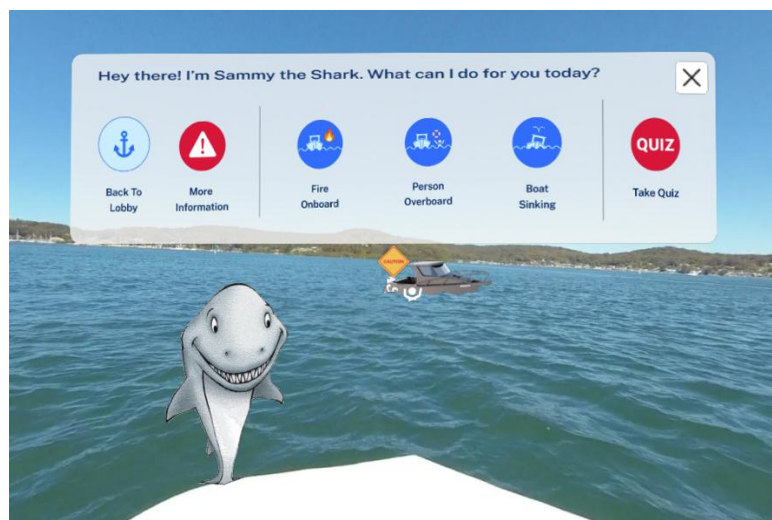 Hey there! I'm Sammy the Shark. What can I do for you today?
Back To
Lobby
More
Information
Fire
Onboard
Person
Overboard
Boat
Sinking
QUIZ
Take Quiz
CAUTION